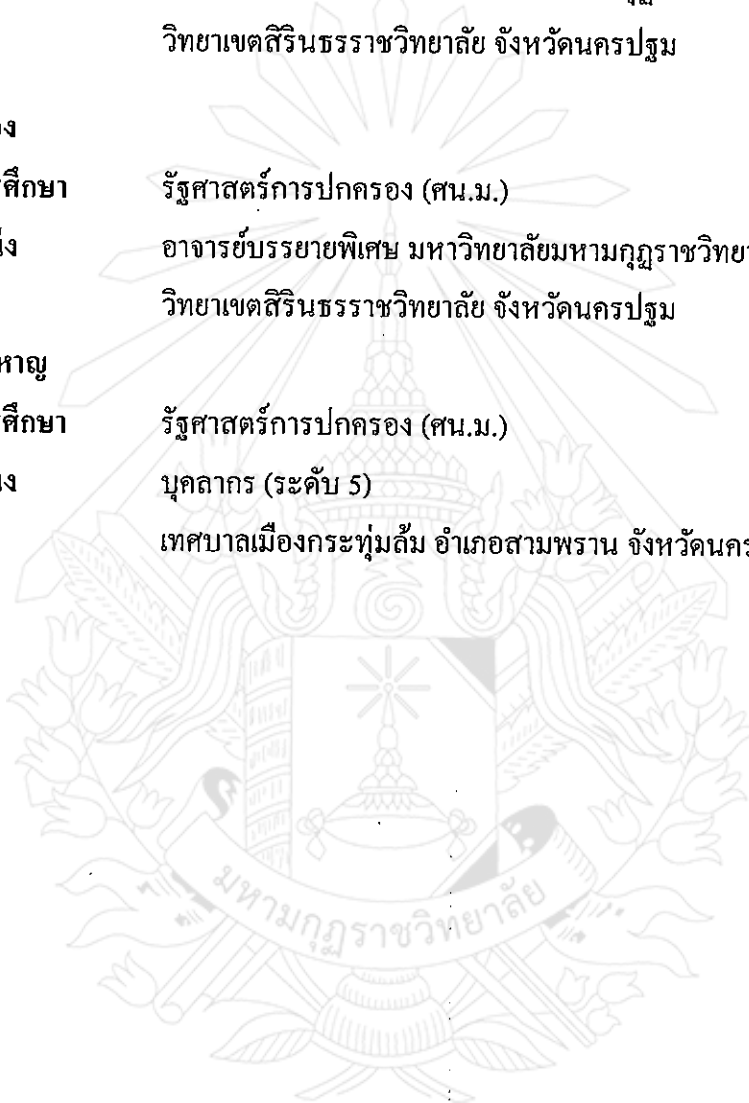 วิทยาเขตสิรินธรราชวิทยาลัย จังหวัดนครปฐม
รัฐศาสตร์การปกครอง (ศน.ม.)
อาจารย์บรรยายพิเศษ มหาวิทยาลัยมหามกุฏราชวิทยา
วิทยาเขตสิรินธรราชวิทยาลัย จังหวัดนครปฐม
หาญ
ศึกษา รัฐศาสตร์การปกครอง (ศน.ม.)
บุคลากร (ระดับ 5)
เทศบาลเมืองกระทุ่มล้ม อำเภอสามพราน จังหวัดนคร
มหามกุฏราชวิทยาลัย